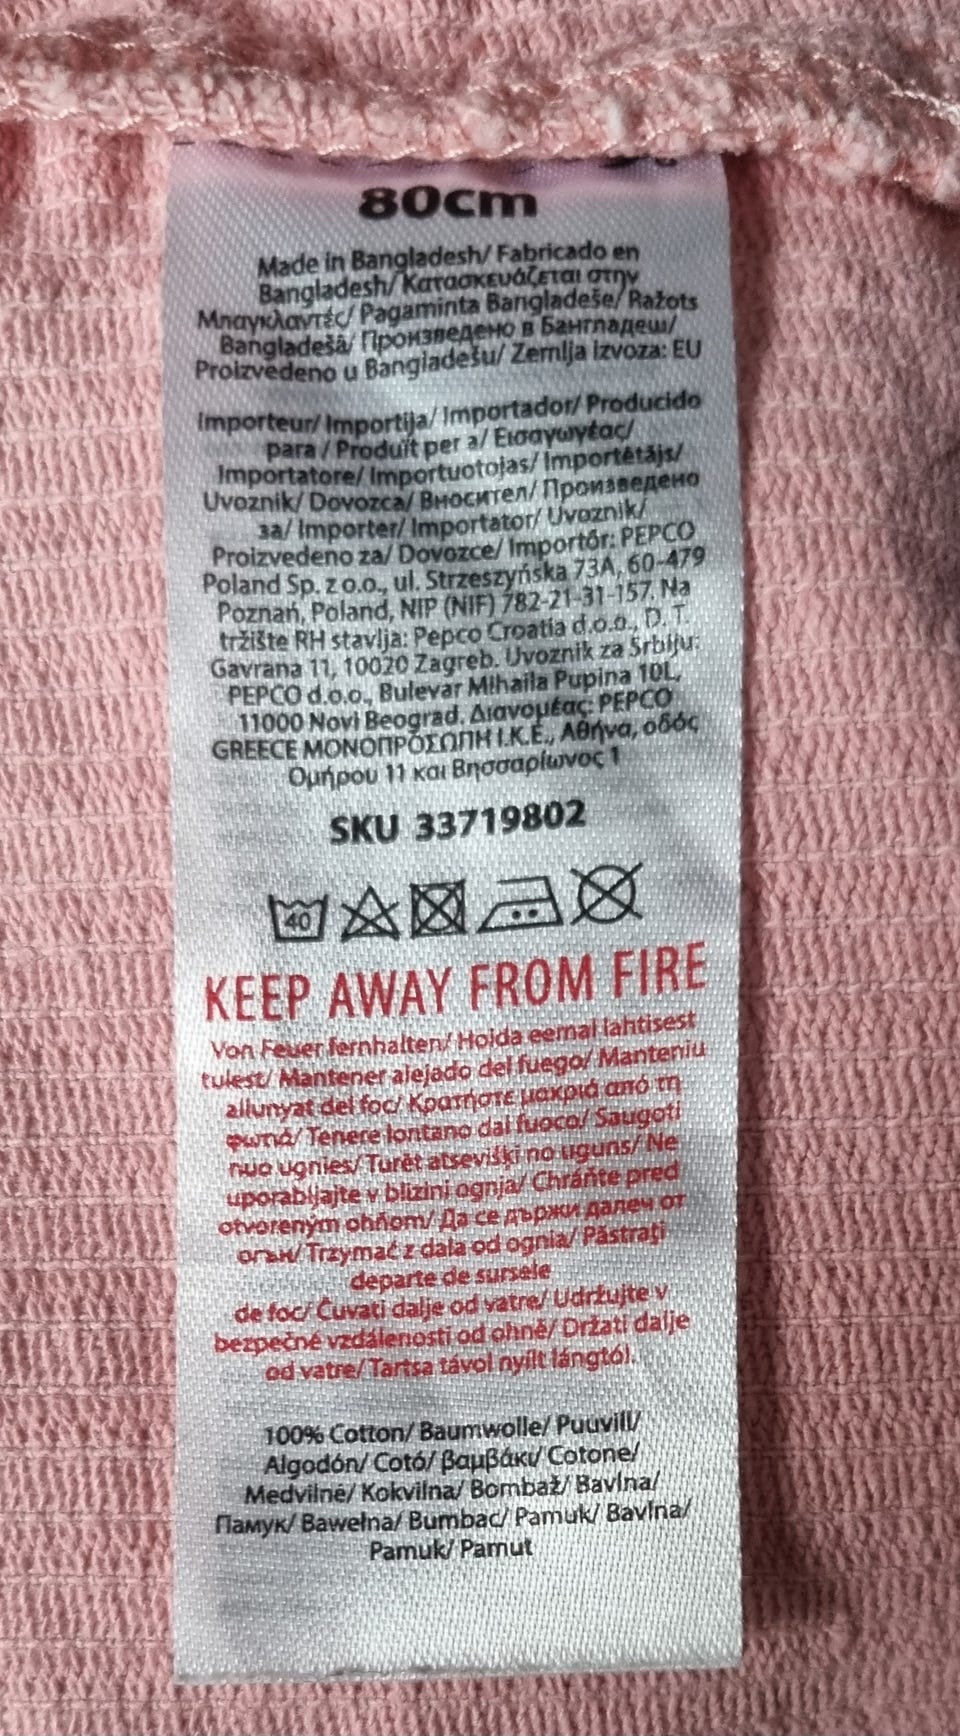 80cm
Made in Bangladesh/ Fabricado en
Bangladesh/ Κατασκευάζεται στην
Μπαγκλαντές/ Pagaminta Bangladeše/ Ražots
Bangladešā/ Произведено в Бангладеш/
Proizvedeno u Bangladešu/ Zemlja izvoza: EU
Importeur/ Importija/ Importador/ Producido
para / Produït per a/ Εισαγωγέας/
Importatore/ Importuotojas/ Importētājs/
Uvoznik/ Dovozca/ Вносител/ Произведено
за/ Importer/ Importator/ Uvoznik/
Proizvedeno za/ Dovozce/ Importőr: PEPCO
Poland Sp. z o.o., ul. Strzeszyńska 73A, 60-479
Poznań, Poland, NIP (NIF) 782-21-31-157. Na
tržište RH stavlja: Pepco Croatia d.o.o., D. T.
Gavrana 11, 10020 Zagreb. Uvoznik za Srbiju:
PEPCO d.o.o., Bulevar Mihaila Pupina 10L,
11000 Novi Beograd. Διανομέας: PEPCO
GREECE ΜΟΝΟΠΡΟΣΩΠΗ Ι.Κ.Ε., Αθήνα, οδός
Ομήρου 11 και Βησσαρίωνος 1
SKU 33719802
40
KEEP AWAY FROM FIRE
Von Feuer fernhalten/ Hoida eemal lahtisest
tulest/ Mantener alejado del fuego/ Manteniu
allunyat del foc/ Κρατήστε μακριά από τη
φωτιά/ Tenere lontano dal fuoco/ Saugoti
nuo ugnies/ Turēt atsevišķi no uguns/ Ne
uporabljajte v bližini ognja/ Chráňte pred
otvoreným ohňom/ Да се държи далеч от
огън/ Trzymać z dala od ognia/ Păstrați
departe de sursele
de foc/ Čuvati dalje od vatre/ Udržujte v
bezpečné vzdálenosti od ohně/ Držati dalje
od vatre/ Tartsa távol nyílt lángtól.
100% Cotton/ Baumwolle/ Puuvill/
Algodón/ Cotó/ βαμβάκι/ Cotone/
Medvilnė/ Kokvilna/ Bombaž/ Bavlna/
Памук/ Bawełna/ Bumbac/ Pamuk/ Bavlna/
Pamuk/ Pamut